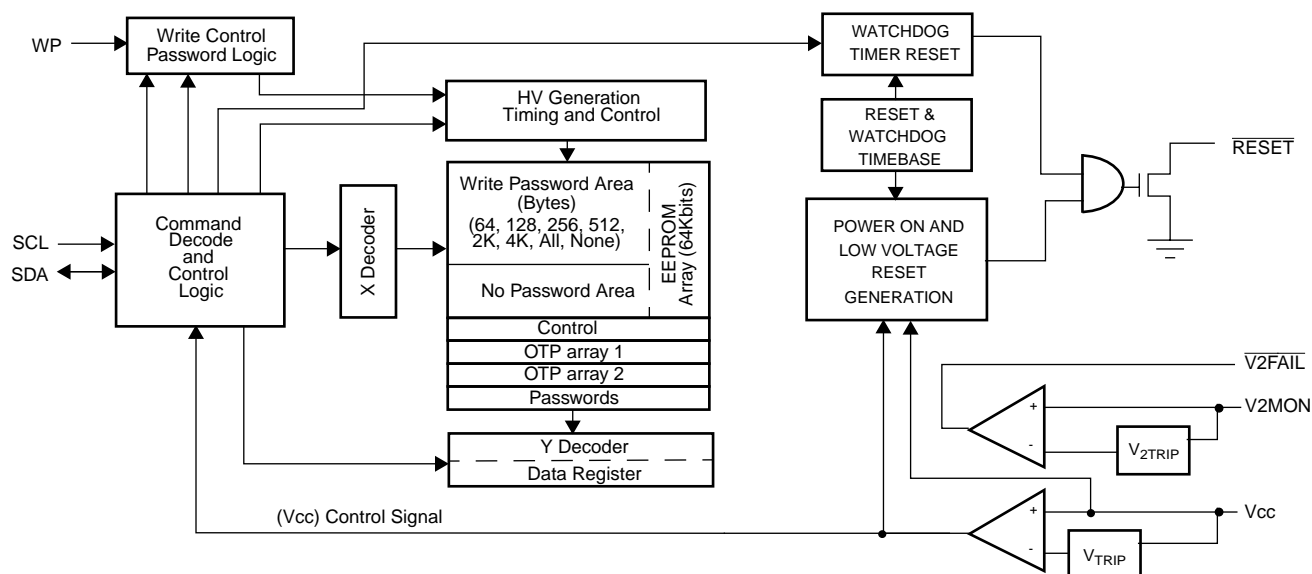 WP
Write Control
Password Logic
WATCHDOG
TIMER RESET
HV Generation
Timing and Control
RESET &
WATCHDOG
TIMEBASE
RESET
Write Password Area
(Bytes)
(64, 128, 256, 512,
2K, 4K, All, None)
EEPROM
Array (64Kbits)
No Password Area
X Decoder
SCL
SDA
Command
Decode
and
Control
Logic
POWER ON AND
LOW VOLTAGE
RESET
GENERATION
Control
OTP array 1
OTP array 2
Passwords
Y Decoder
Data Register
V2FAIL
+
V2MON
-
V2TRIP
(Vcc) Control Signal
+
Vcc
-
VTRIP